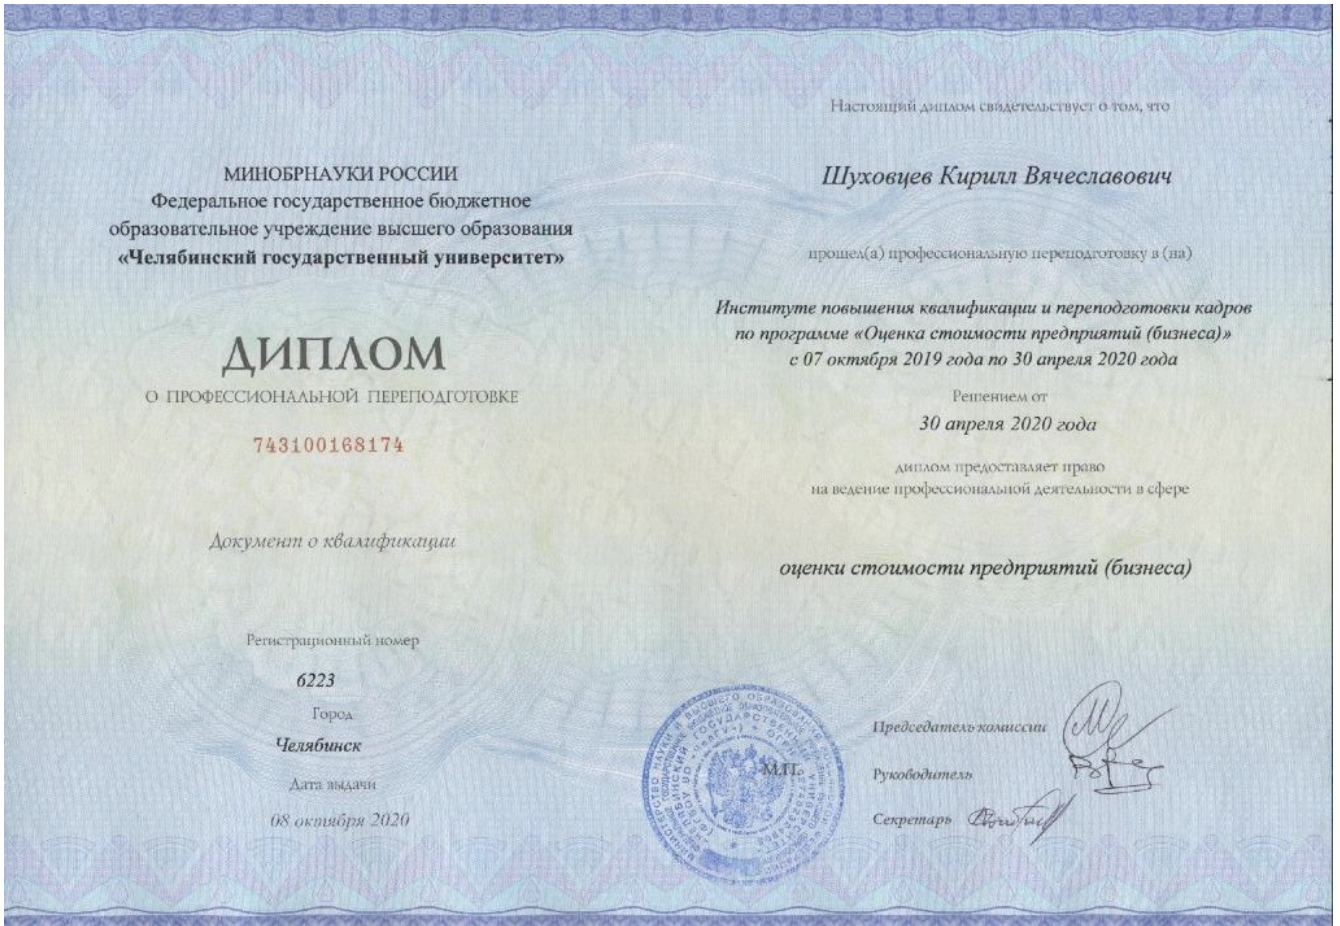 МИНОБРНАУКИ РОССИИ
Федеральное государственное бюджетное
образовательное учреждение высшего образования
«Челябинский государственный университет»
ДИПЛОМ
О ПРОФЕССИОНАЛЬНОЙ ПЕРЕПОДГОТОВКЕ
743100168174
Документ о квалификации
Регистрационный номер
6223
Город
Челябинск
Дата выдачи
08 октября 2020
Настоящий диплом свидетельствует о том, что
Шуховцев Кирилл Вячеславович
прошел(а) профессиональную переподготовку в (на)
Институте повышения квалификации и переподготовки кадров
по программе «Оценка стоимости предприятий (бизнеса)»
с 07 октября 2019 года по 30 апреля 2020 года
Решением от
30 апреля 2020 года
диплом предоставляет право
на ведение профессиональной деятельности в сфере
оценки стоимости предприятий (бизнеса)
М.П.
Председатель комиссии
Руководитель
Секретарь